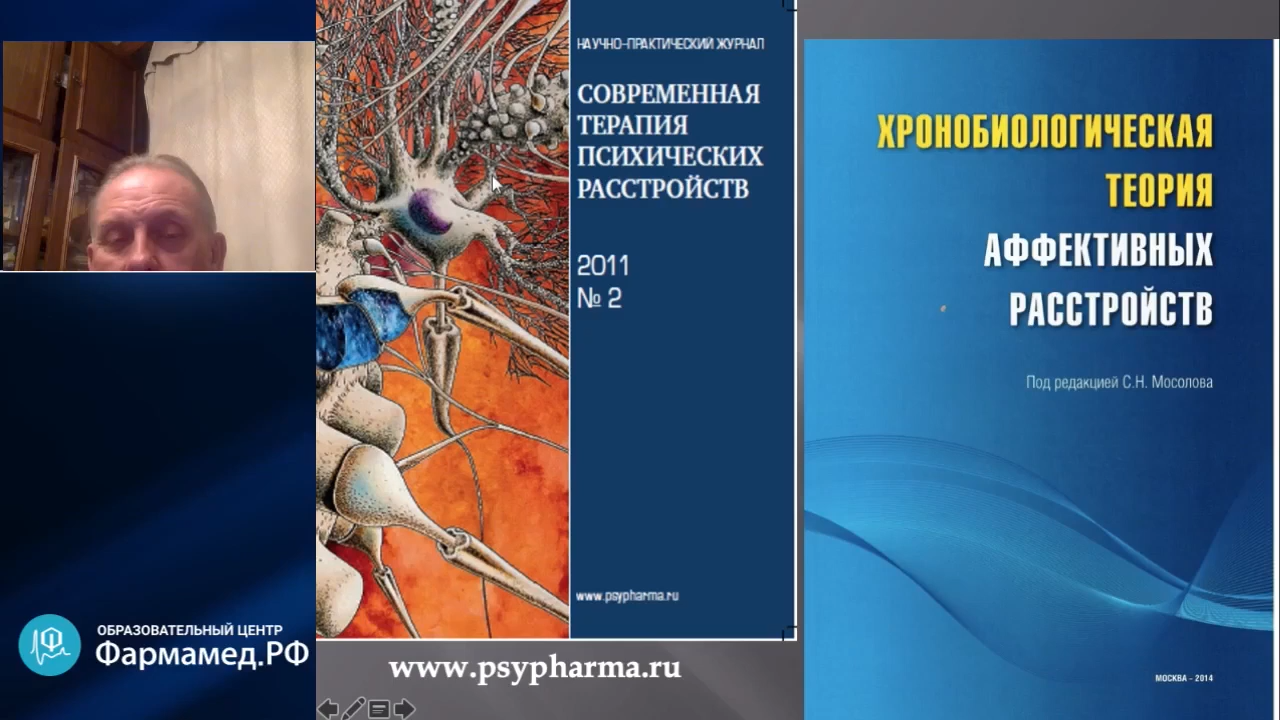 НАУЧНО-ПРАКТИЧЕСКИЙ ЖУРНАЛ
СОВРЕМЕННАЯ
ТЕРАПИЯ
ПСИХИЧЕСКИХ
РАССТРОЙСТВ
2011
№ 2
www.psypharma.ru
www.psypharma.ru
ХРОНОБИОЛОГИЧЕСКАЯ
ТЕОРИЯ
АФФЕКТИВНЫХ
РАССТРОЙСТВ
Под редакцией С.Н. Мосолова
МОСКВА - 2014
ОБРАЗОВАТЕЛЬНЫЙ ЦЕНТР
Фармамед.РФ